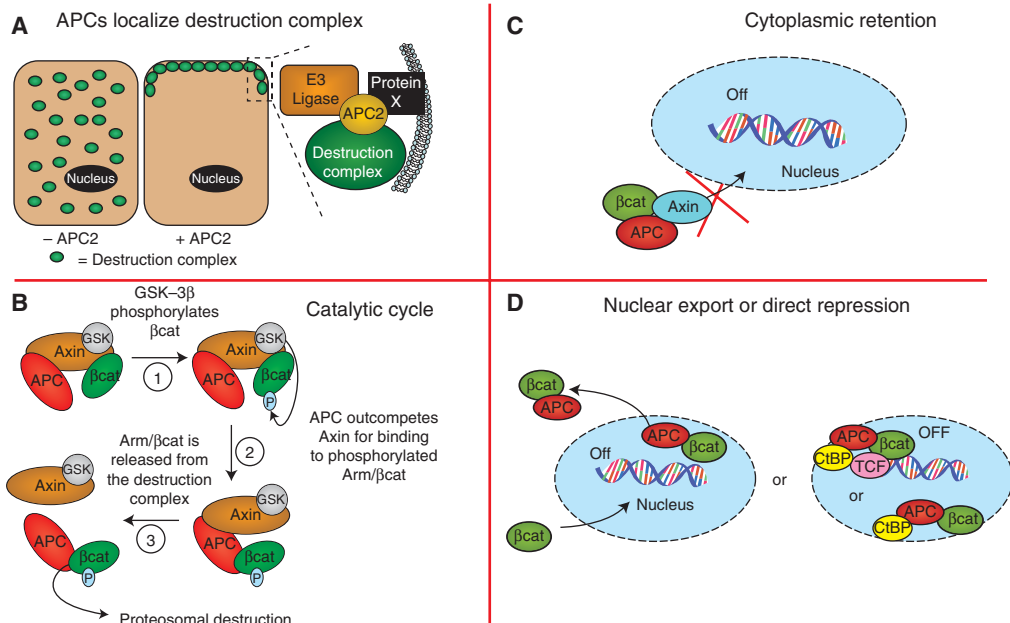 A
APCs localize destruction complex
E3
Ligase
Protein
X
APC2
Destruction
complex
Nucleus
Nucleus
– APC2
+ APC2
= Destruction complex
C
Cytoplasmic retention
Off
Nucleus
βcat
Axin
APC
B
Catalytic cycle
GSK–3β
phosphorylates
βcat
GSK
Axin
APC
βcat
1
GSK
Axin
APC
βcat
P
2
APC outcompetes
Axin for binding
to phosphorylated
Arm/βcat
Arm/βcat is
released from
the destruction
complex
GSK
Axin
3
GSK
Axin
APC
βcat
P
APC
βcat
P
Proteosomal destruction
D
Nuclear export or direct repression
βcat
APC
APC
βcat
Off
Nucleus
βcat
or
APC
βcat
OFF
CtBP
TCF
or
APC
CtBP
βcat